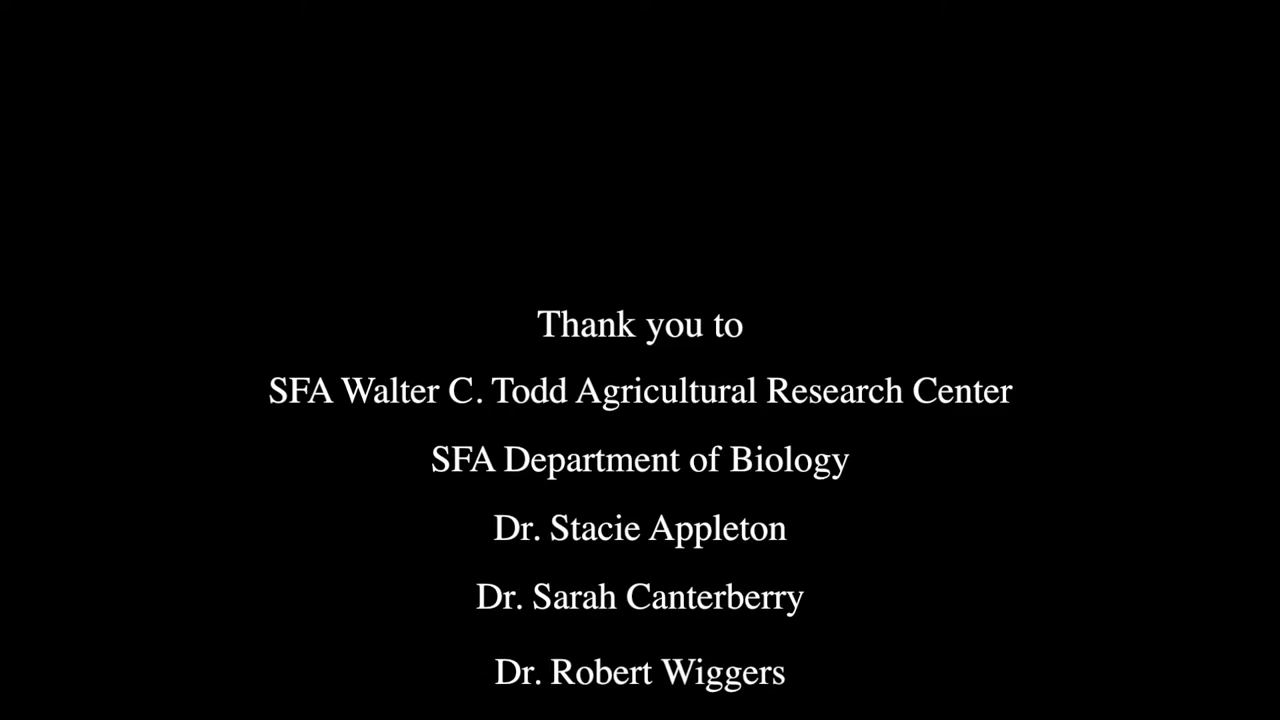 Thank you to
SFA Walter C. Todd Agricultural Research Center
SFA Department of Biology
Dr. Stacie Appleton
Dr. Sarah Canterberry
Dr. Robert Wiggers